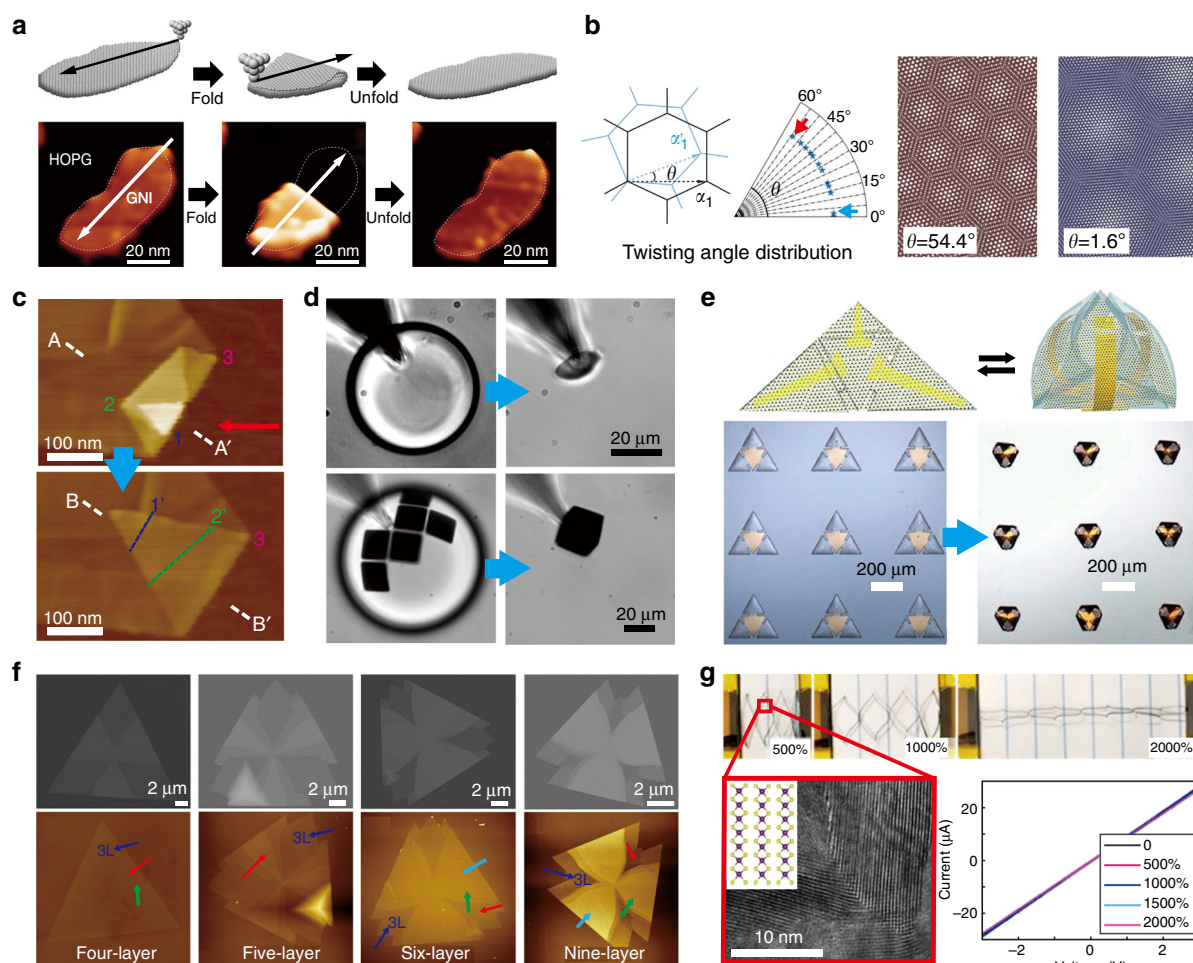 a
Fold
Unfold
HOPG
GNI
20 nm
Fold
20 nm
Unfold
20 nm
b
α′1
θ
α1
60°
45°
30°
15°
0°
θ
Twisting angle distribution
θ=54.4°
θ=1.6°
c
A
3
2
1
A′
100 nm
B
1'
2'
3
100 nm
B′
d
20 μm
20 μm
e
200 μm
200 μm
f
2 μm
2 μm
2 μm
2 μm
3L
Four-layer
3L
Five-layer
3L
Six-layer
3L
Nine-layer
g
500%
1000%
2000%
10 nm
Current (μA)
20
0
−20
−2
0
2
0
500%
1000%
1500%
2000%